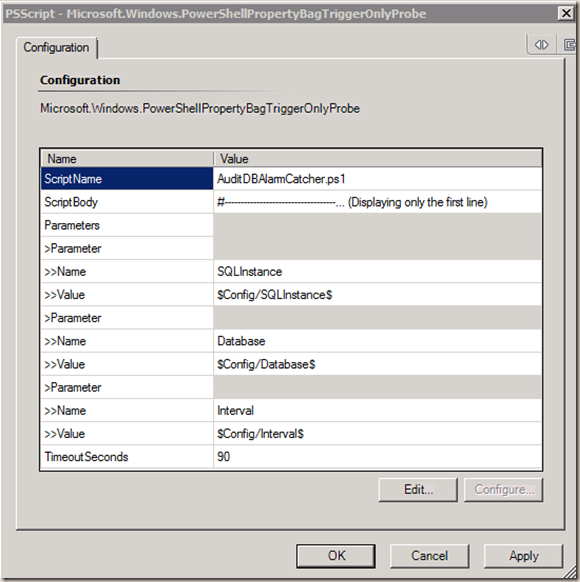 PSScript - Microsoft.Windows.PowerShellPropertyBagTriggerOnlyProbe
Configuration
Configuration
Microsoft.Windows.PowerShellPropertyBagTriggerOnlyProbe
Name Value
ScriptName AuditDBAlarmCatcher.ps1
ScriptBody #-----------------------------------... (Displaying only the first line)
Parameters
>Parameter
>>Name SQLInstance
>>Value $Config/SQLInstance$
>Parameter
>>Name Database
>>Value $Config/Database$
>Parameter
>>Name Interval
>>Value $Config/Interval$
TimeoutSeconds 90
Edit... Configure...
OK Cancel Apply